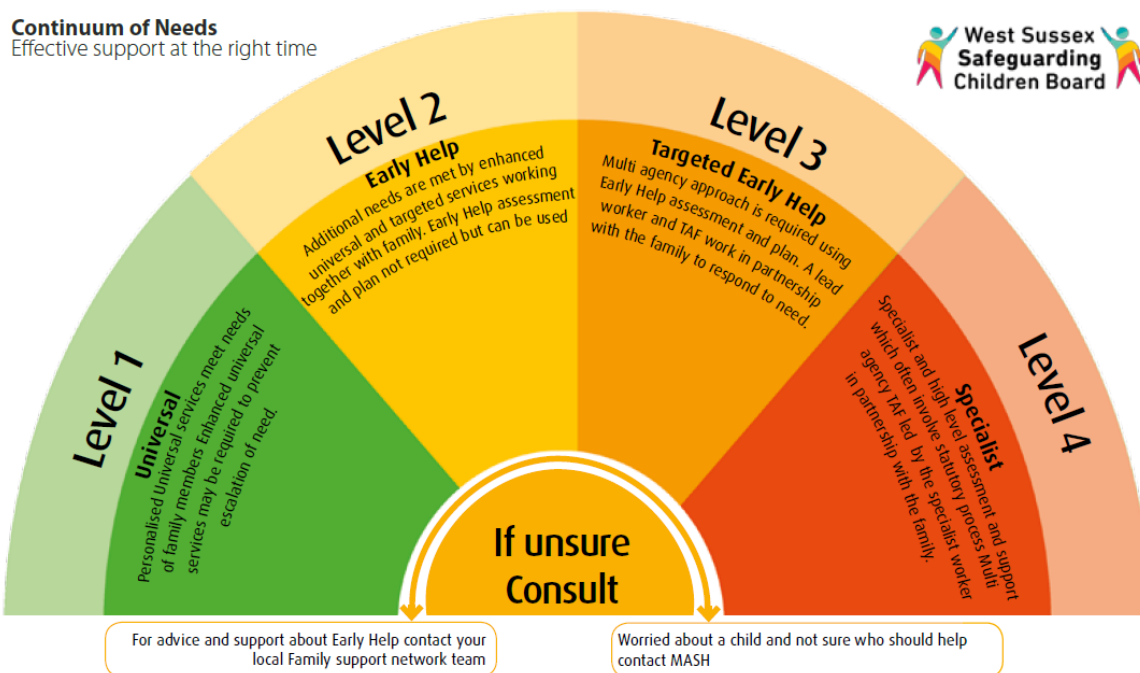 Continuum of Needs
Effective support at the right time
West Sussex
Safeguarding
Children Board
Level 1
Universal
Personalised Universal services meet needs
of family members Enhanced universal
services may be required to prevent
escalation of need.
Level 2
Early Help
Additional needs are met by enhanced
universal and targeted services working
together with family. Early Help assessment
and plan not required but can be used
Level 3
Targeted Early Help
Multi agency approach is required using
Early Help assessment and plan. A lead
worker and TAF work in partnership
with the family to respond to need.
Level 4
Specialist
Specialist and high level assessment and support
which often involve statutory process Multi
agency TAF led by the specialist worker
in partnership with the family.
If unsure
Consult
For advice and support about Early Help contact your
local Family support network team
Worried about a child and not sure who should help
contact MASH